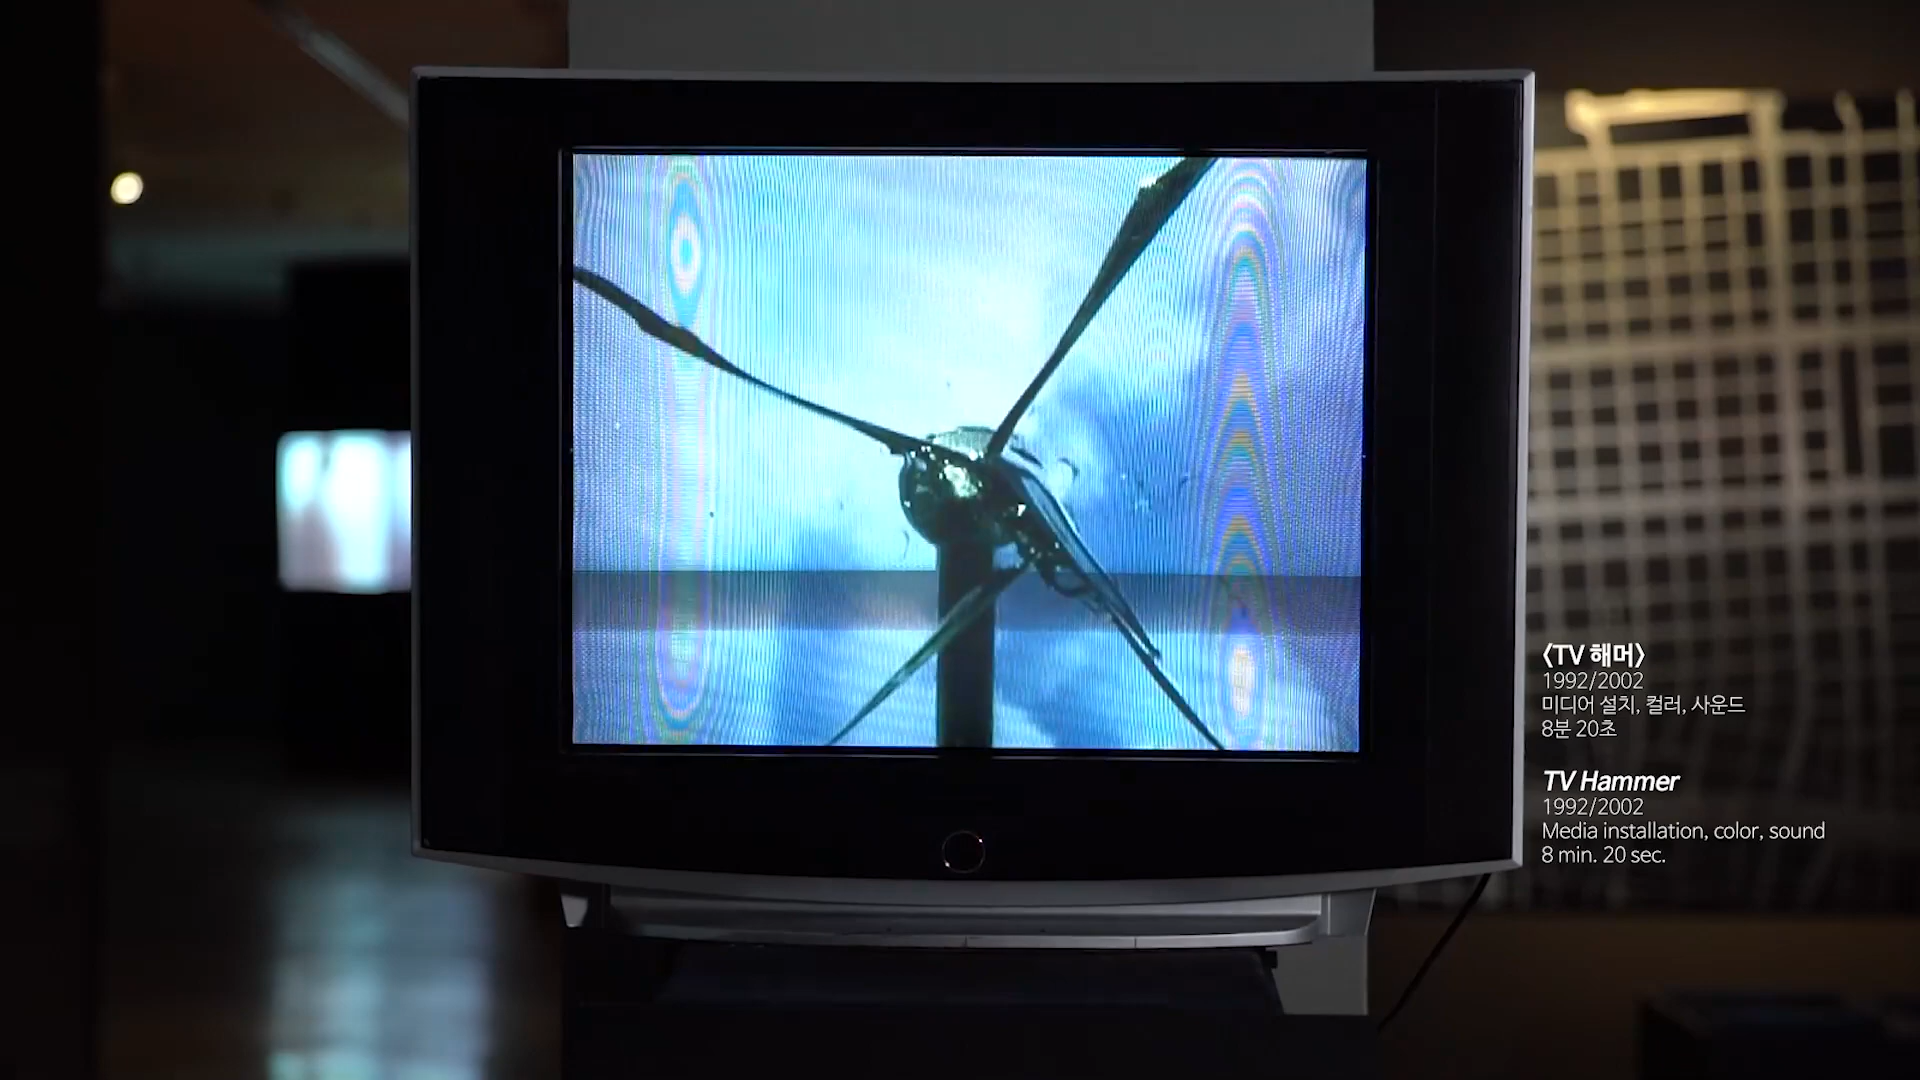 〈TV 해머〉
1992/2002
미디어 설치, 컬러, 사운드
8분 20초
TV Hammer
1992/2002
Media installation, color, sound
8 min. 20 sec.